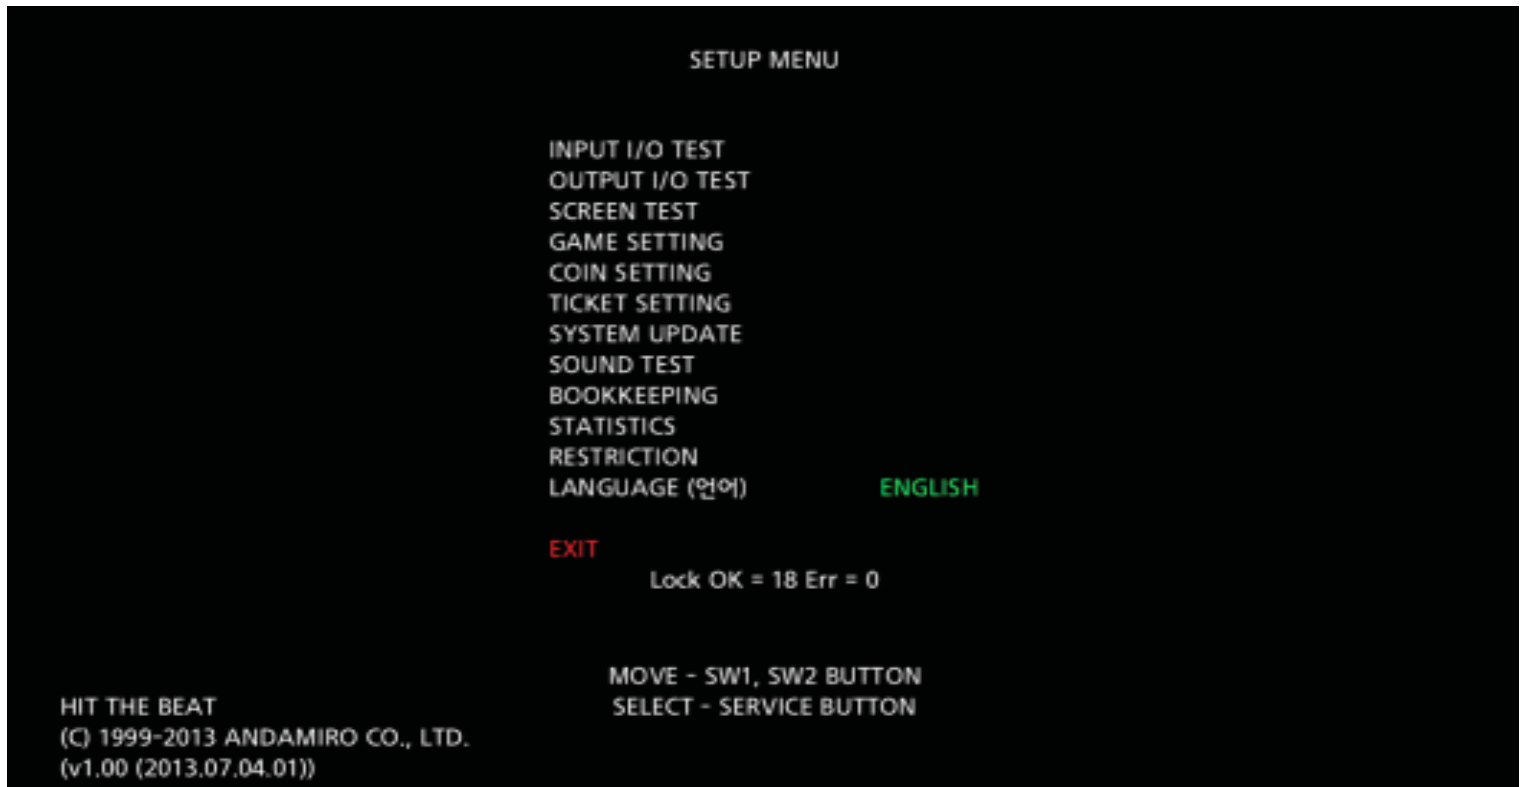 SETUP MENU
INPUT I/O TEST
OUTPUT I/O TEST
SCREEN TEST
GAME SETTING
COIN SETTING
TICKET SETTING
SYSTEM UPDATE
SOUND TEST
BOOKKEEPING
STATISTICS
RESTRICTION
LANGUAGE (언어) ENGLISH
EXIT
Lock OK = 18 Err = 0
MOVE - SW1, SW2 BUTTON
SELECT - SERVICE BUTTON
HIT THE BEAT
(C) 1999-2013 ANDAMIRO CO., LTD.
(v1.00 (2013.07.04.01))